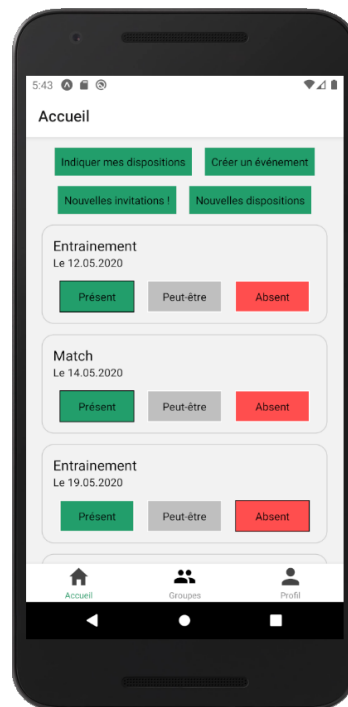 5:43
Accueil
Indiquer mes dispositions Créer un événement
Nouvelles invitations ! Nouvelles dispositions
Entrainement
Le 12.05.2020
Présent Peut-être Absent
Match
Le 14.05.2020
Présent Peut-être Absent
Entrainement
Le 19.05.2020
Présent Peut-être Absent
Accueil Groupes Profil